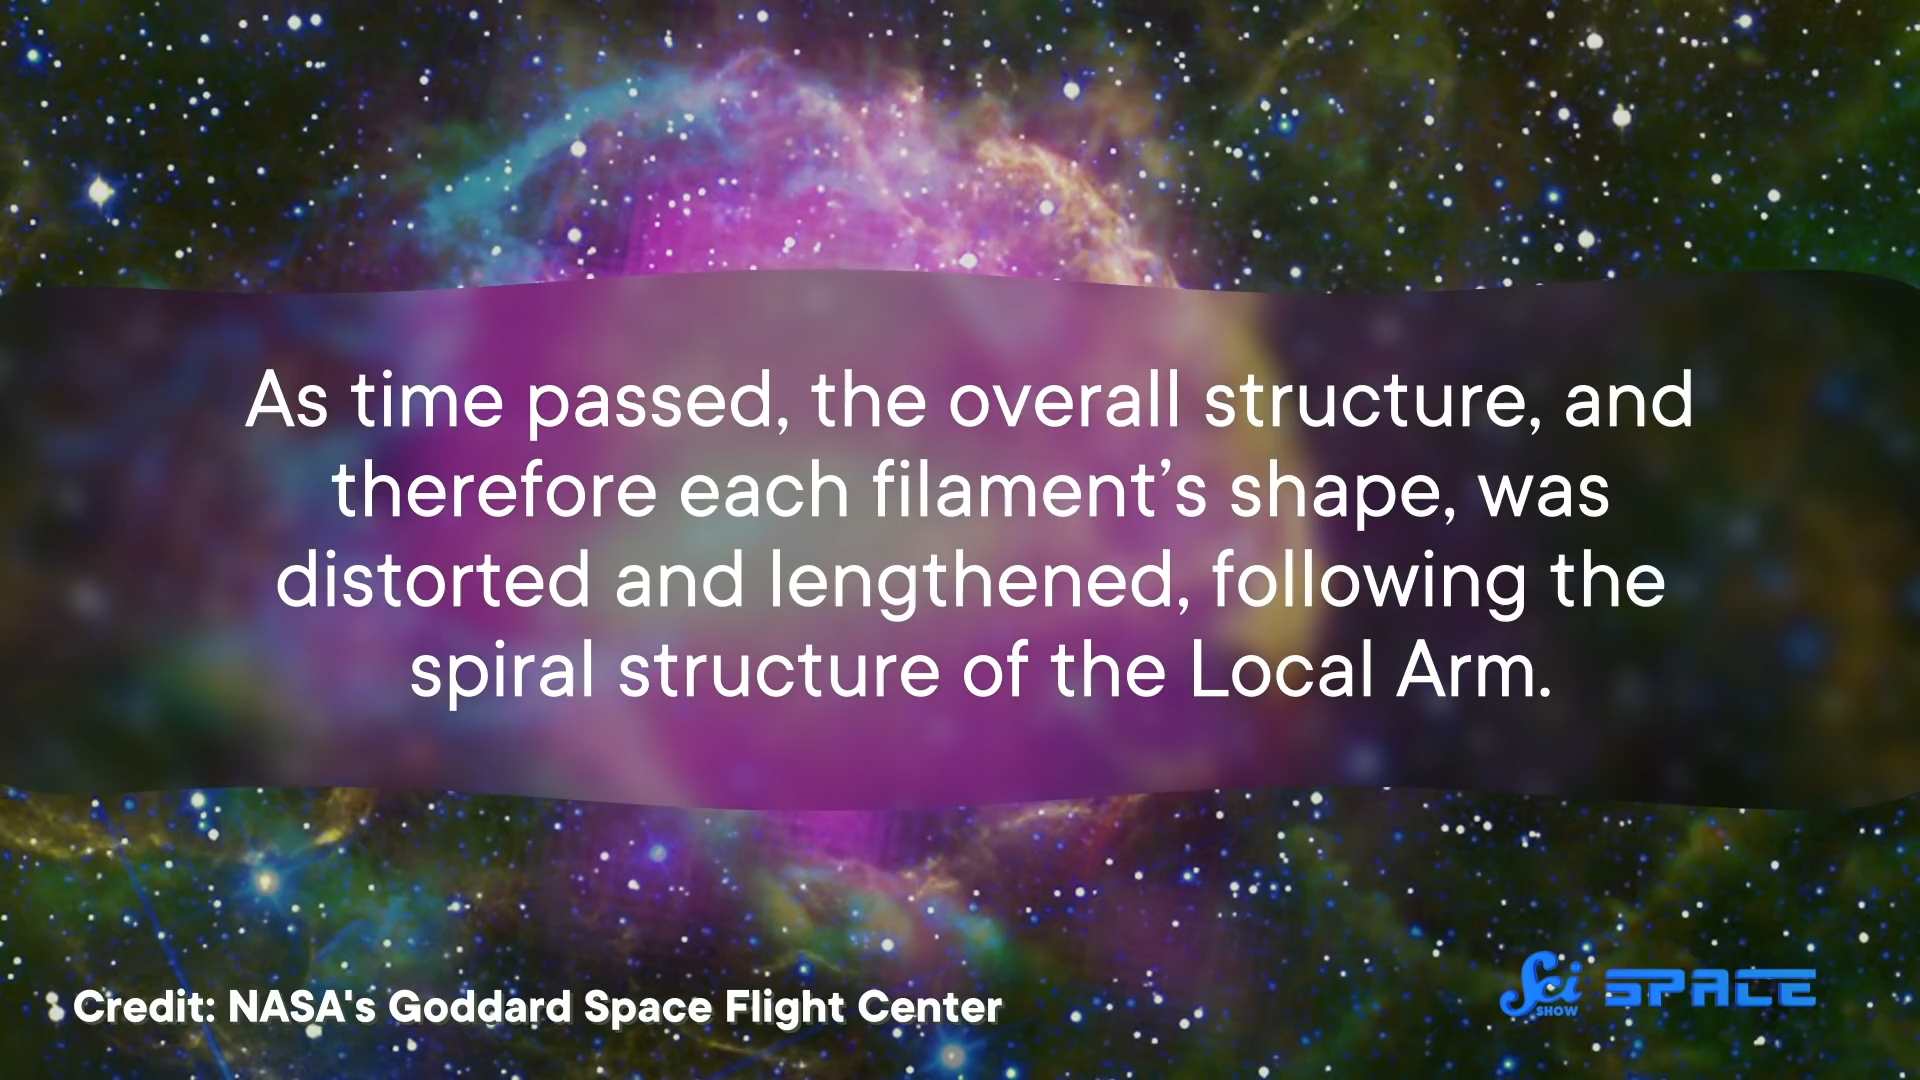 As time passed, the overall structure, and
therefore each filament’s shape, was
distorted and lengthened, following the
spiral structure of the Local Arm.
Credit: NASA's Goddard Space Flight Center
Sci SHOW SPACE